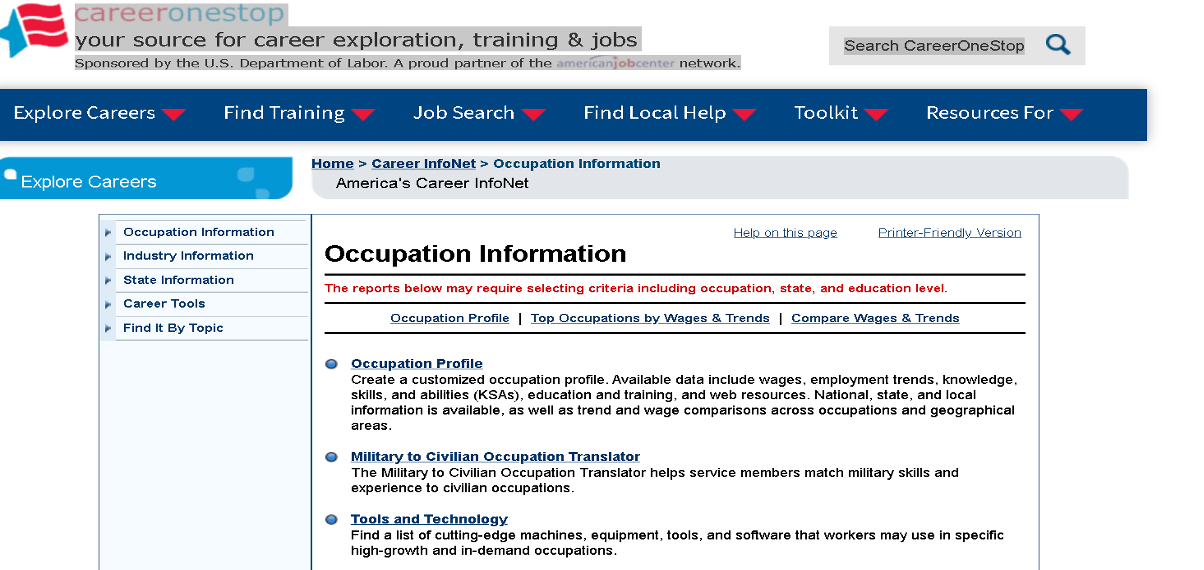 careeronestop
your source for career exploration, training & jobs
Sponsored by the U.S. Department of Labor. A proud partner of the americanjobcenter network.
Search CareerOneStop
Explore Careers
Find Training
Job Search
Find Local Help
Toolkit
Resources For
Explore Careers
Home > Career InfoNet > Occupation Information
America's Career InfoNet
Occupation Information
Industry Information
State Information
Career Tools
Find It By Topic
Help on this page
Printer-Friendly Version
Occupation Information
The reports below may require selecting criteria including occupation, state, and education level.
Occupation Profile | Top Occupations by Wages & Trends | Compare Wages & Trends
Occupation Profile
Create a customized occupation profile. Available data include wages, employment trends, knowledge,
skills, and abilities (KSAs), education and training, and web resources. National, state, and local
information is available, as well as trend and wage comparisons across occupations and geographical
areas.
Military to Civilian Occupation Translator
The Military to Civilian Occupation Translator helps service members match military skills and
experience to civilian occupations.
Tools and Technology
Find a list of cutting-edge machines, equipment, tools, and software that workers may use in specific
high-growth and in-demand occupations.